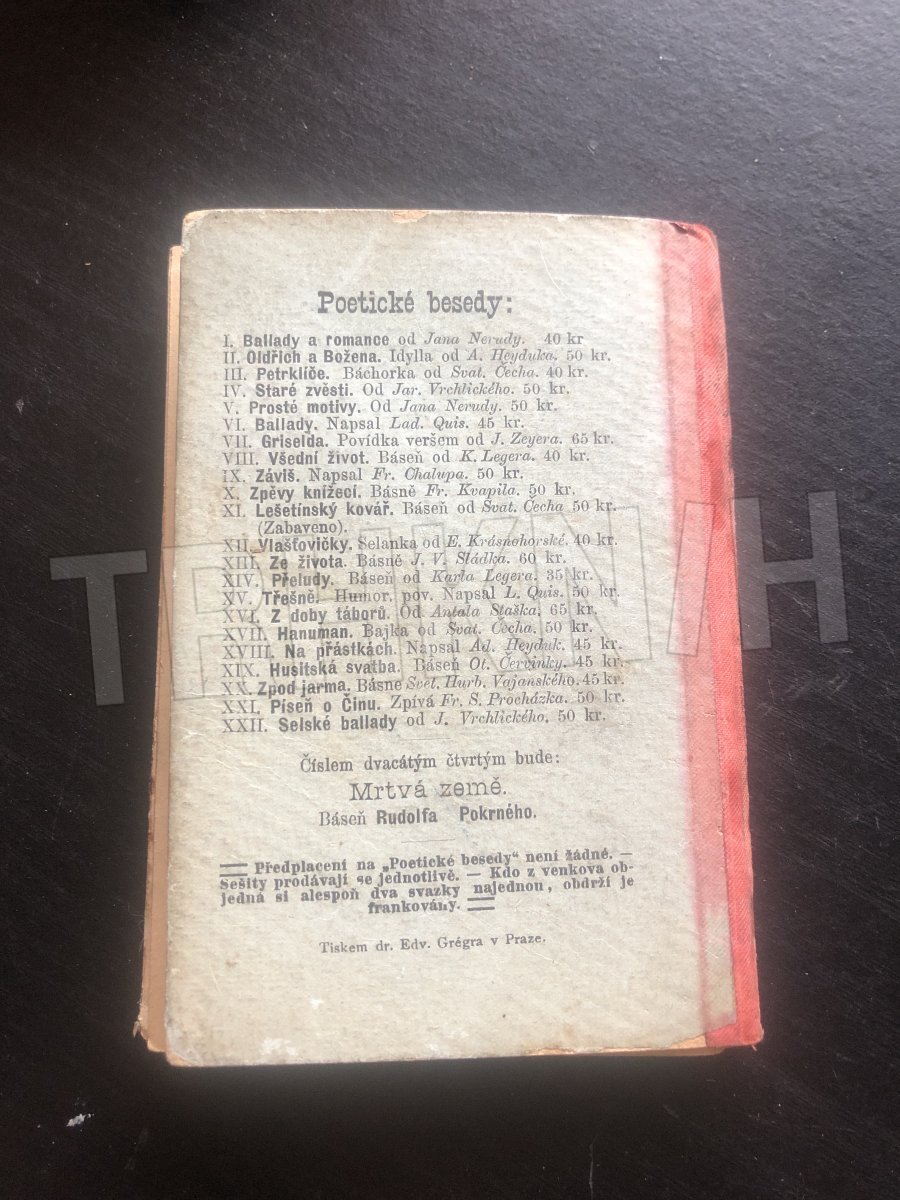 Poetické besedy:
I. Ballady a romance od Jana Nerudy. 40 kr
II. Oldřich a Božena. Idylla od A. Heyduka. 50 kr.
III. Petrklíče. Báchorka od Svat. Čecha. 40 kr.
IV. Staré zvěsti. Od Jar. Vrchlického. 50 kr.
V. Prosté motivy. Od Jana Nerudy. 50 kr.
VI. Ballady. Napsal Lad. Quis. 45 kr.
VII. Griselda. Povídka veršem od J. Zeyera. 65 kr.
VIII. Všední život. Báseň od K. Legera. 40 kr.
IX. Záviš. Napsal Fr. Chalupa. 50 kr.
X. Zpěvy knížecí. Básně Fr. Kvapila. 50 kr.
XI. Lešetínský kovář. Báseň od Svat. Čecha 50 kr.
(Zabaveno).
XII. Vlašťovičky. Selanka od E. Krásnohorské. 40 kr.
XIII. Ze života. Básně J. V. Sládka. 60 kr.
XIV. Přeludy. Báseň od Karla Legera. 35 kr.
XV. Třešně. Humor. pov. Napsal L. Quis. 50 kr.
XVI. Z doby táborů. Od Antala Staška. 65 kr.
XVII. Hanuman. Bajka od Svat. Čecha. 50 kr.
XVIII. Na přástkách. Napsal Ad. Heyduk. 45 kr.
XIX. Husitská svatba. Báseň Ot. Červinky. 45 kr.
XX. Zpod jarma. Básne Svet. Hurb. Vajanského. 45 kr.
XXI. Píseň o Činu. Zpívá Fr. S. Procházka. 50 kr.
XXII. Selské ballady od J. Vrchlického. 50 kr.
Číslem dvacátým čtvrtým bude:
Mrtvá země.
Báseň Rudolfa Pokrného.
Předplacení na „Poetické besedy“ není žádné. —
Sešity prodávají se jednotlivě. — Kdo z venkova ob-
jedná si alespoň dva svazky najednou, obdrží je
frankovány.
Tiskem dr. Edv. Grégra v Praze.